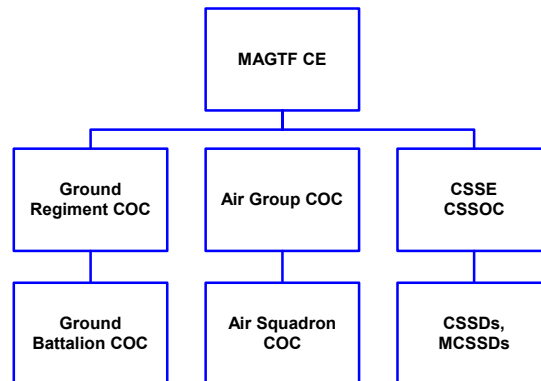 MAGTF CE
Ground
Regiment COC
Air Group COC
CSSE
CSSOC
Ground
Battalion COC
Air Squadron
COC
CSSDs,
MCSSDs